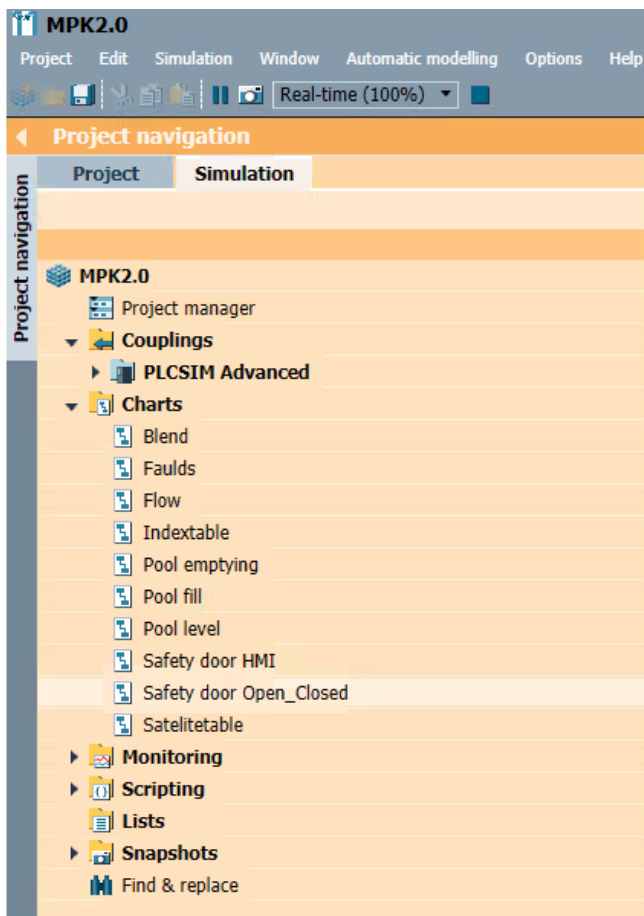 MPK2.0
Project Edit Simulation Window Automatic modelling Options Help
Real-time (100%)
Project navigation
Project Simulation
Project navigation
MPK2.0
Project manager
Couplings
PLCSIM Advanced
Charts
Blend
Faulds
Flow
Indextable
Pool emptying
Pool fill
Pool level
Safety door HMI
Safety door Open_Closed
Satelitetable
Monitoring
Scripting
Lists
Snapshots
Find & replace